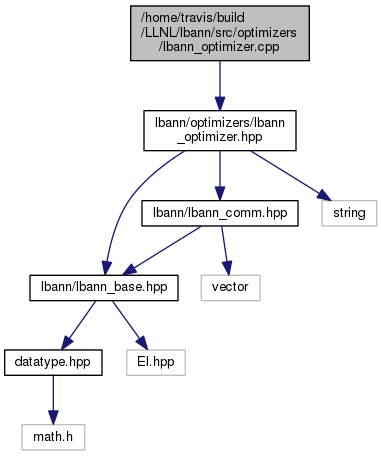 /home/travis/build
/LLNL/lbann/src/optimizers
/lbann_optimizer.cpp
lbann/optimizers/lbann
_optimizer.hpp
lbann/lbann_comm.hpp
string
lbann/lbann_base.hpp
vector
datatype.hpp
El.hpp
math.h